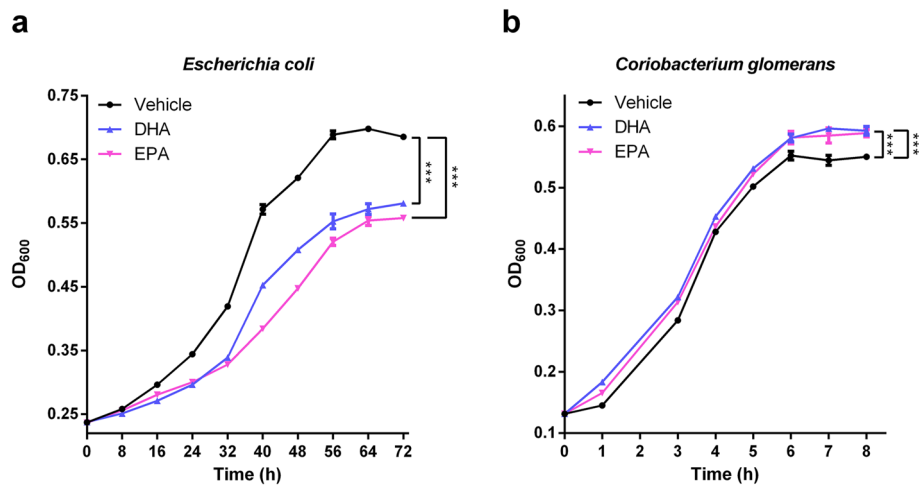 a
Escherichia coli
Vehicle
DHA
EPA
0.75
0.65
0.55
0.45
0.35
0.25
OD600
0 8 16 24 32 40 48 56 64 72
Time (h)
***
***
b
Coriobacterium glomerans
Vehicle
DHA
EPA
0.6
0.5
0.4
0.3
0.2
0.1
OD600
0 1 2 3 4 5 6 7 8
Time (h)
***
***